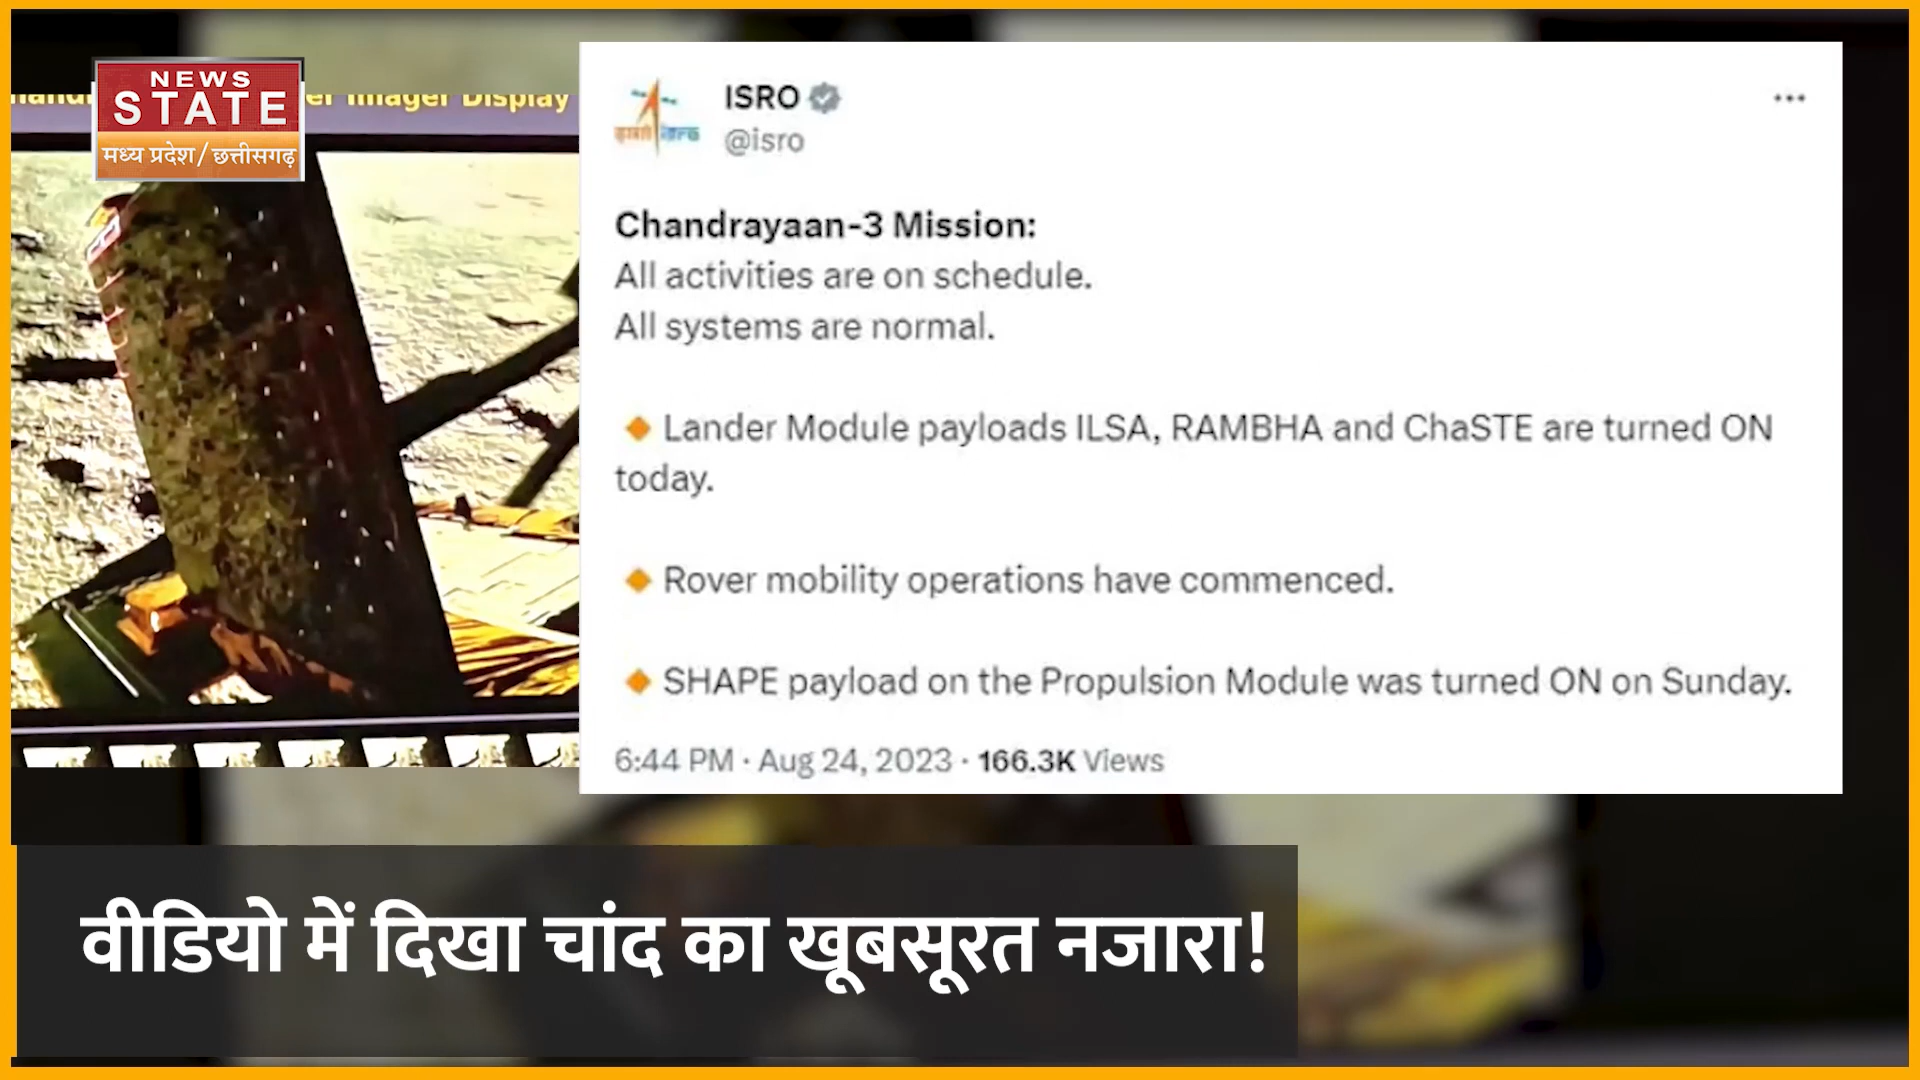 NEWS
STATE
मध्य प्रदेश/छत्तीसगढ़
er Imager Display
ISRO
@isro
Chandrayaan-3 Mission:
All activities are on schedule.
All systems are normal.
🔸Lander Module payloads ILSA, RAMBHA and ChaSTE are turned ON
today.
🔸Rover mobility operations have commenced.
🔸SHAPE payload on the Propulsion Module was turned ON on Sunday.
6:44 PM · Aug 24, 2023 · 166.3K Views
वीडियो में दिखा चांद का खूबसूरत नजारा!